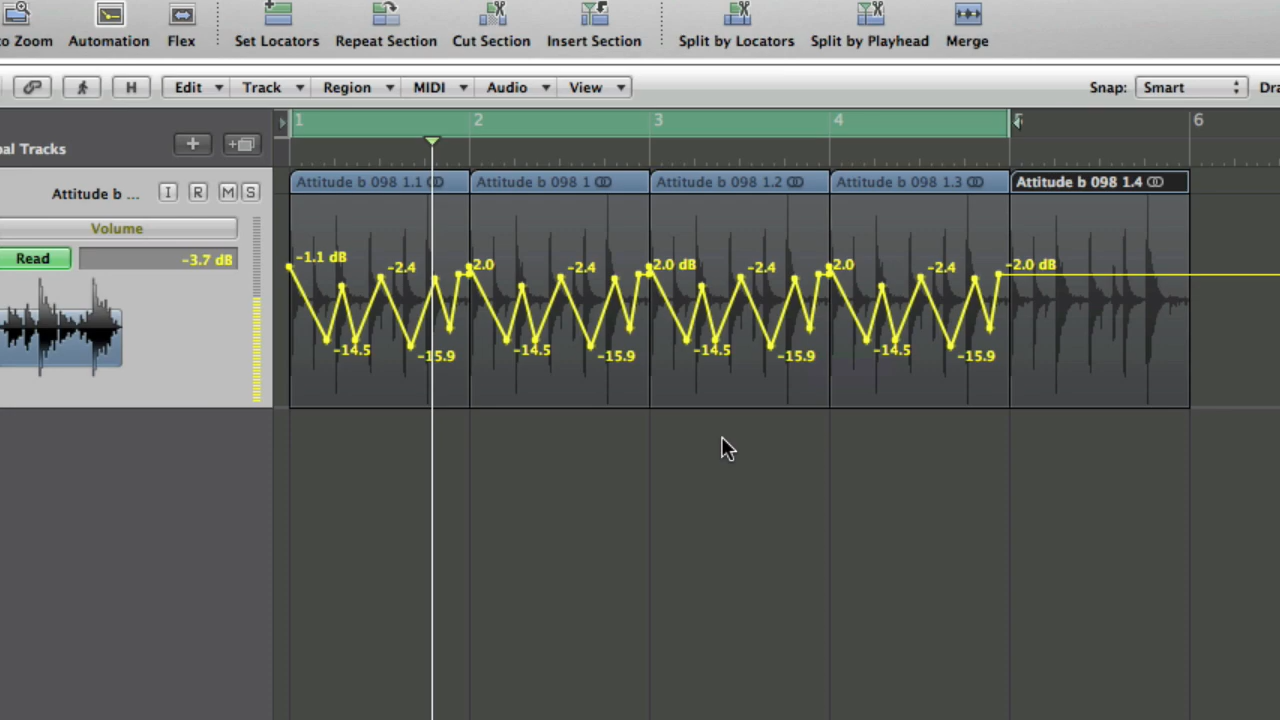 to Zoom Automation Flex Set Locators Repeat Section Cut Section Insert Section Split by Locators Split by Playhead Merge
H Edit Track Region MIDI Audio View Snap: Smart Dra
1 2 3 4 5 6
bal Tracks
Attitude b ... I R M S
Attitude b 098 1.1 Attitude b 098 1 Attitude b 098 1.2 Attitude b 098 1.3 Attitude b 098 1.4
Volume
Read -3.7 dB
-1.1 dB -2.4 2.0 -2.4 2.0 dB -2.4 2.0 -2.4 -2.0 dB
-14.5 -15.9 -14.5 -15.9 -14.5 -15.9 -14.5 -15.9